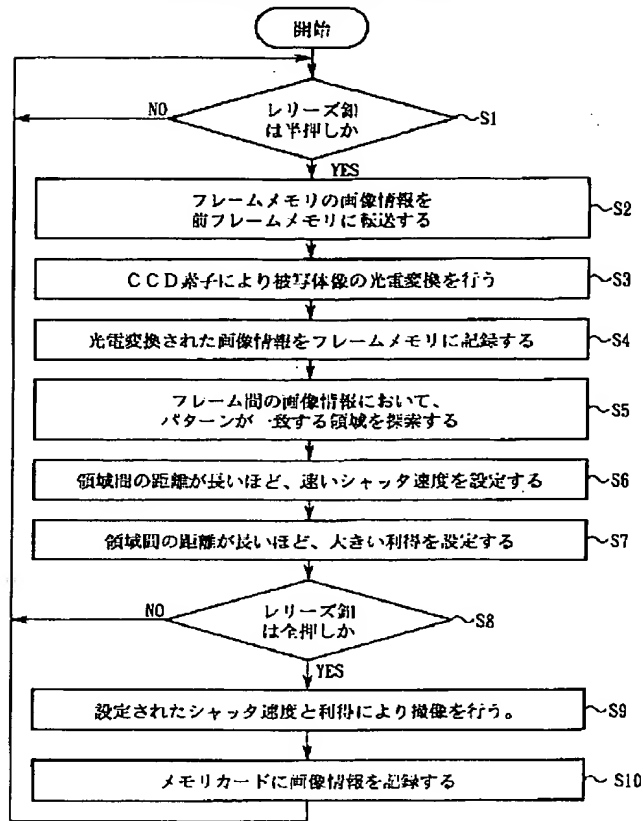 開始
レリーズ釦
は半押しか
NO
S1
YES
フレームメモリの画像情報を
前フレームメモリに転送する
S2
CCD素子により被写体像の光電変換を行う
S3
光電変換された画像情報をフレームメモリに記録する
S4
フレーム間の画像情報において、
パターンが一致する領域を探索する
S5
領域間の距離が長いほど、速いシャッタ速度を設定する
S6
領域間の距離が長いほど、大きい利得を設定する
S7
レリーズ釦
は全押しか
NO
S8
YES
設定されたシャッタ速度と利得により撮像を行う。
S9
メモリカードに画像情報を記録する
S10